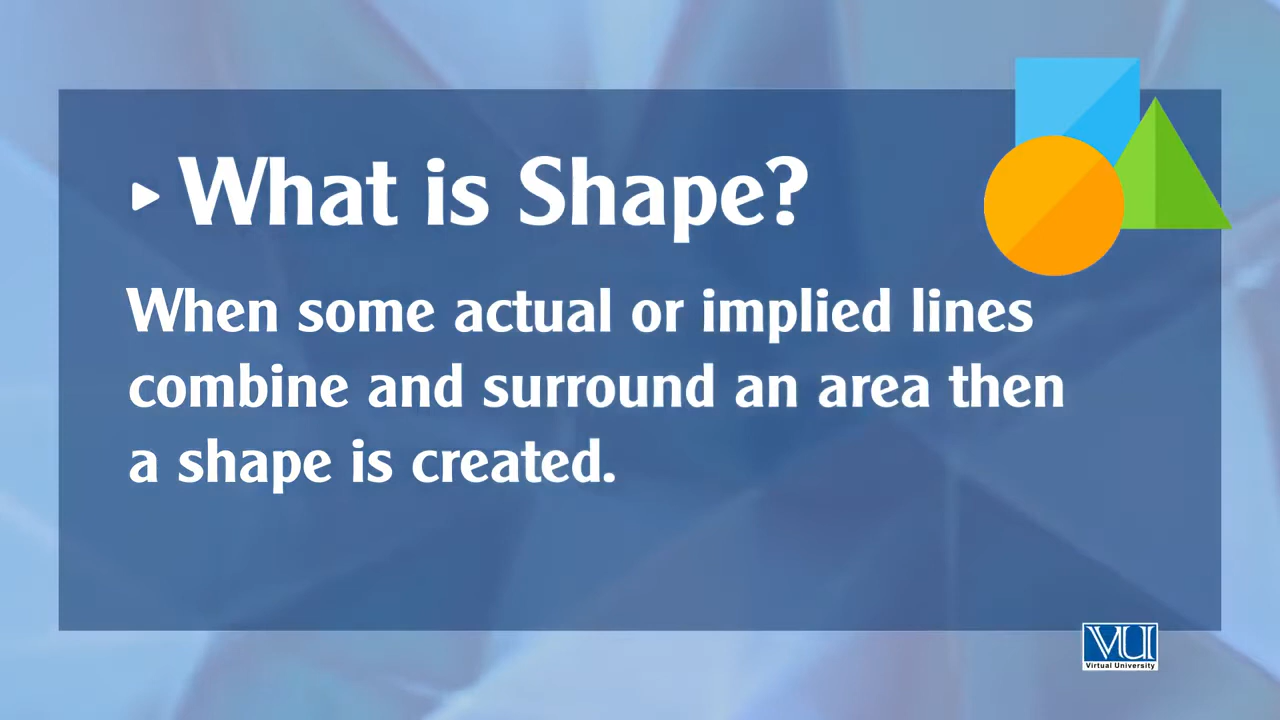 What is Shape?
When some actual or implied lines
combine and surround an area then
a shape is created.
VU
Virtual University